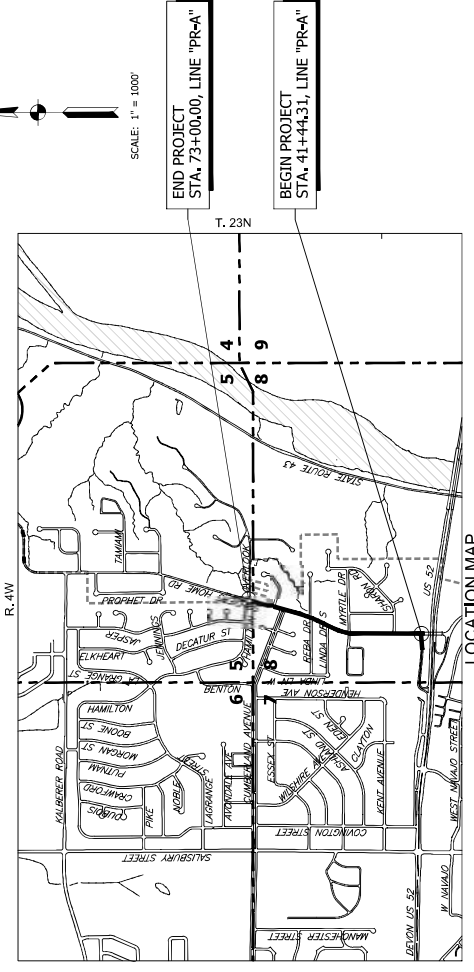 SCALE: 1" = 1000'
END PROJECT
STA. 73+00.00, LINE "PR-A"
BEGIN PROJECT
STA. 41+44.31, LINE "PR-A"
T. 23N
R. 4W
4
9
5
8
5
8
6
7
STATE ROUTE 43
TAMIAMI
PROPHET DR
HOME RD
JASPER
JENNINGS
ELKHEART
DECATUR ST
LA GRANGE ST
BENTON
HAMILTON
BOONE ST
MORGAN ST
PUTNAM
CRAWFORD
DUBOIS
PIKE
NOBLE
LAGRANGE
AVONDALE
CUMBERLAND AVENUE
KALBERER ROAD
SALISBURY STREET
REBA DR
LINDA DR S
MYRTLE DR
SHARON RD
LINDA LN W
HENDERSON AVE
ESSEX ST
WILSHIRE
ASHLAND ST
EDEN ST
CLAYTON
KENT AVENUE
COVINGTON STREET
MANCHESTER STREET
US 52
DEVON US 52
W NAVAJO
WEST NAVAJO STREET
LOCATION MAP